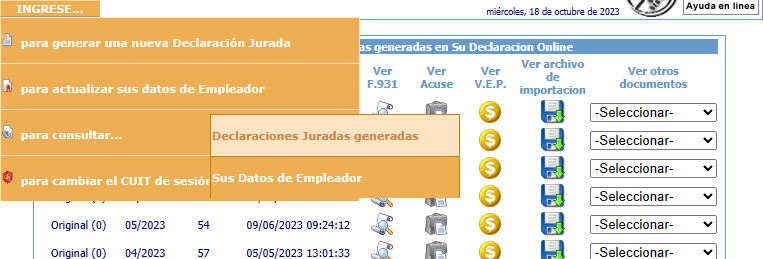 INGRESE...
miércoles, 18 de octubre de 2023
Ayuda en linea
para generar una nueva Declaración Jurada
as generadas en Su Declaracion Online
para actualizar sus datos de Empleador
Ver F.931
Ver Acuse
Ver V.E.P.
Ver archivo de importacion
Ver otros documentos
-Seleccionar-
para consultar...
Declaraciones Juradas generadas
-Seleccionar-
para cambiar el CUIT de sesión
Sus Datos de Empleador
-Seleccionar-
-Seleccionar-
Original (0) 05/2023 54 09/06/2023 09:24:12 -Seleccionar-
Original (0) 04/2023 57 05/05/2023 13:01:33 -Seleccionar-